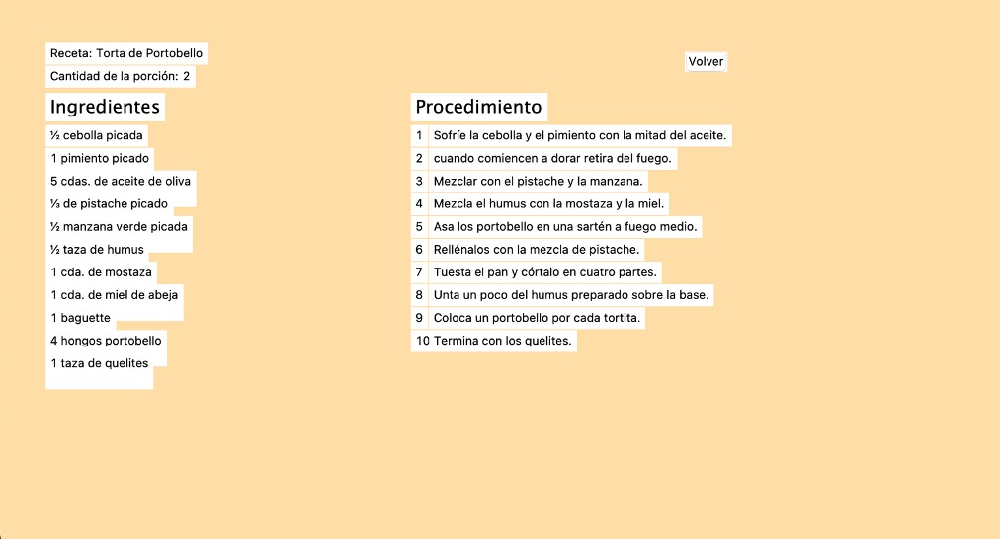 Receta: Torta de Portobello
Cantidad de la porción: 2
Volver
Ingredientes
½ cebolla picada
1 pimiento picado
5 cdas. de aceite de oliva
⅓ de pistache picado
½ manzana verde picada
½ taza de humus
1 cda. de mostaza
1 cda. de miel de abeja
1 baguette
4 hongos portobello
1 taza de quelites
Procedimiento
1 Sofríe la cebolla y el pimiento con la mitad del aceite.
2 cuando comiencen a dorar retira del fuego.
3 Mezclar con el pistache y la manzana.
4 Mezcla el humus con la mostaza y la miel.
5 Asa los portobello en una sartén a fuego medio.
6 Rellénalos con la mezcla de pistache.
7 Tuesta el pan y córtalo en cuatro partes.
8 Unta un poco del humus preparado sobre la base.
9 Coloca un portobello por cada tortita.
10 Termina con los quelites.